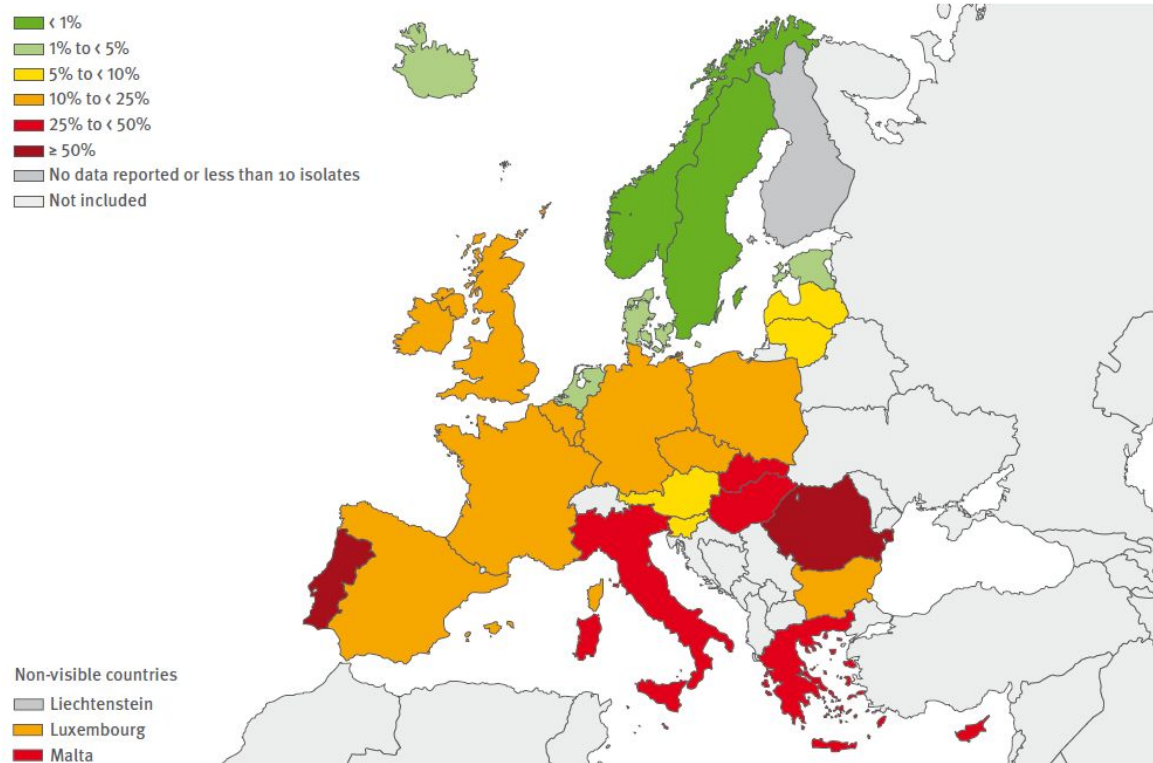 < 1%
1% to < 5%
5% to < 10%
10% to < 25%
25% to < 50%
≥ 50%
No data reported or less than 10 isolates
Not included
Non-visible countries
Liechtenstein
Luxembourg
Malta